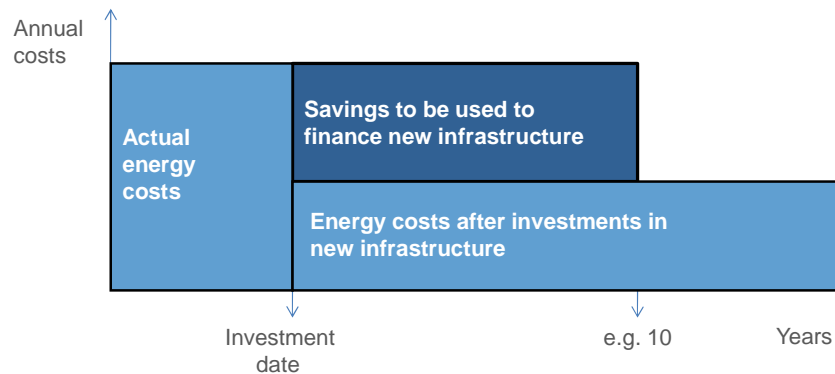 Annual
costs
Actual
energy
costs
Savings to be used to
finance new infrastructure
Energy costs after investments in
new infrastructure
Investment
date
e.g. 10
Years